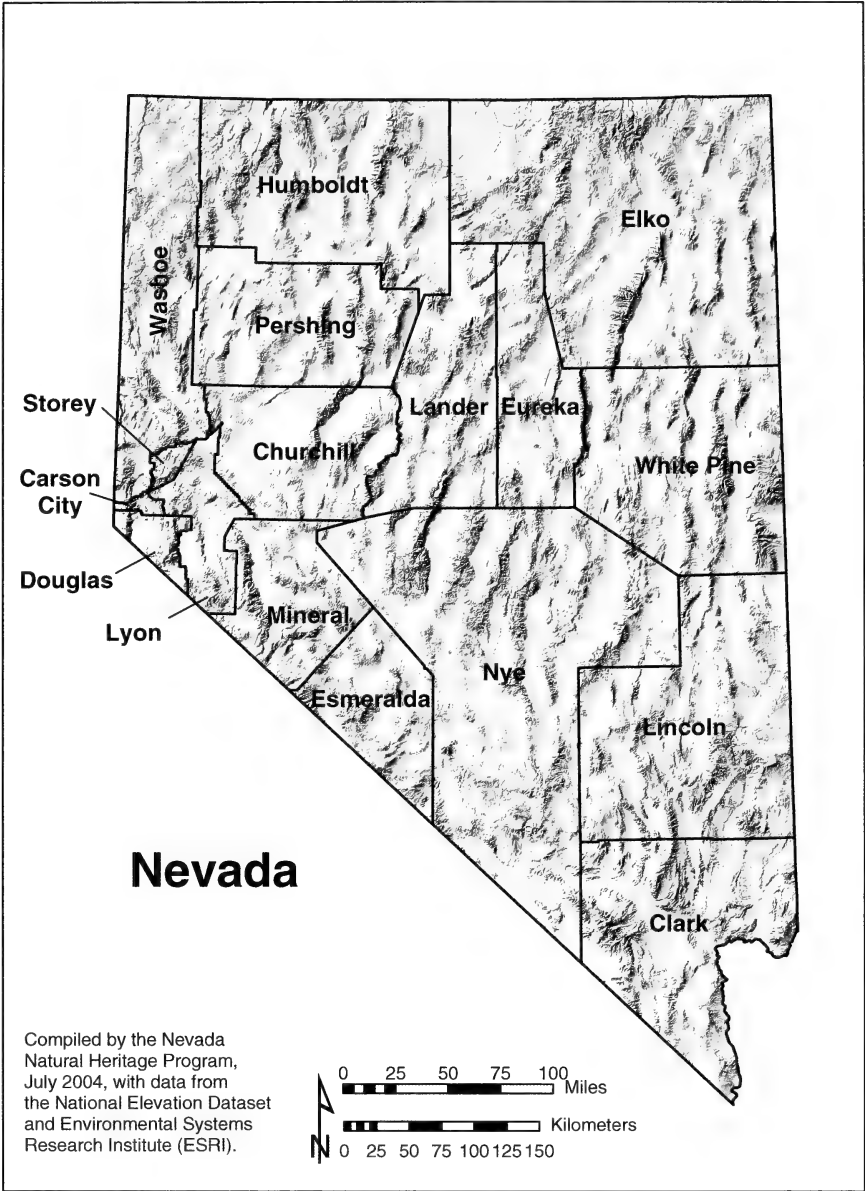 Humboldt
Elko
Washoe
Pershing
Storey
Lander
Eureka
Churchill
White Pine
Carson
City
Douglas
Lyon
Mineral
Nye
Esmeralda
Lincoln
Nevada
Clark
Compiled by the Nevada
Natural Heritage Program,
July 2004, with data from
the National Elevation Dataset
and Environmental Systems
Research Institute (ESRI).
0 25 50 75 100
Miles
Kilometers
N
0 25 50 75 100 125 150